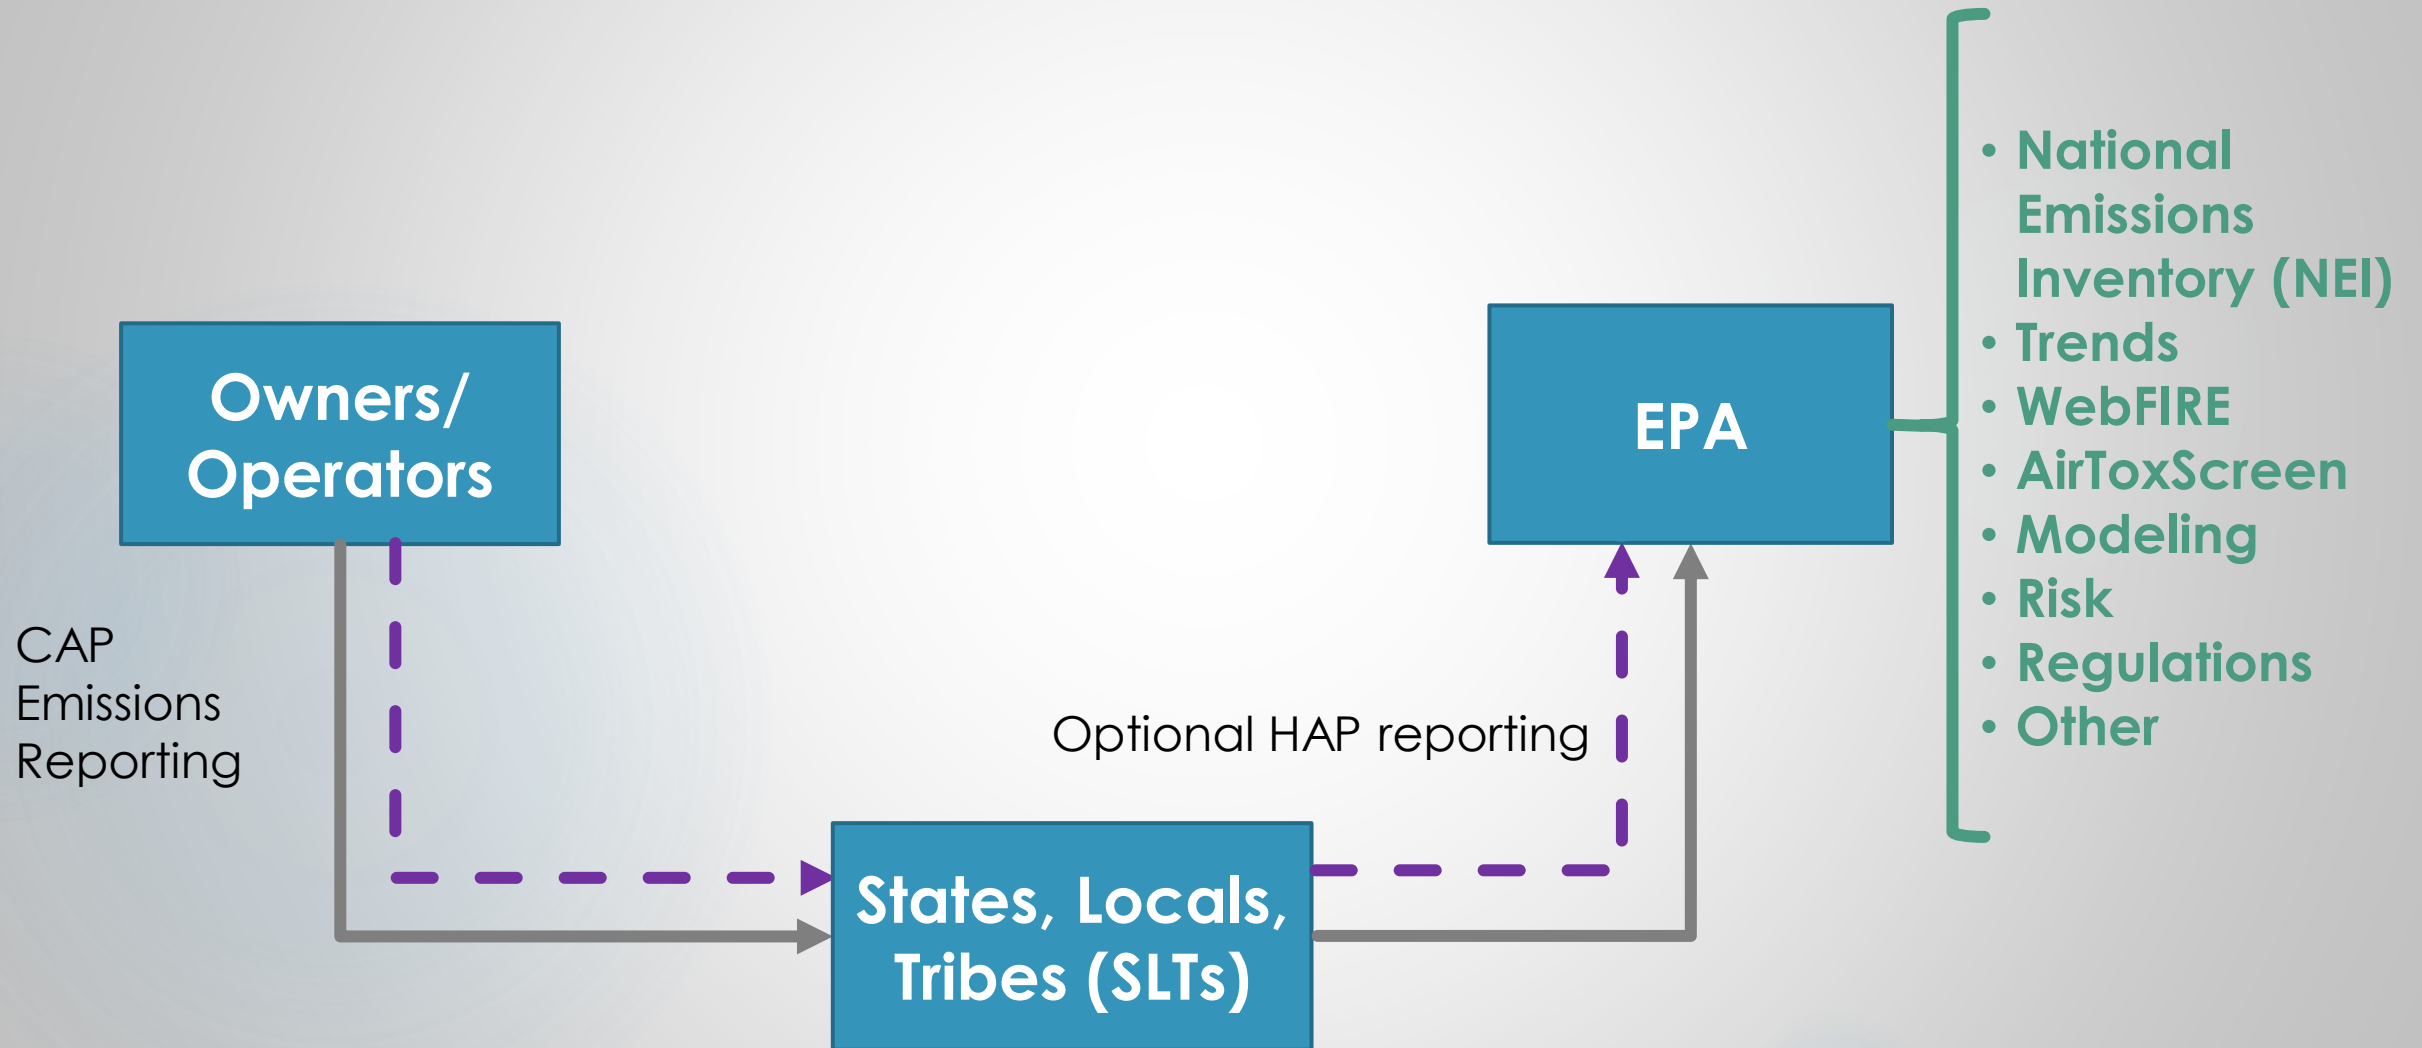 Owners/
Operators
CAP
Emissions
Reporting
States, Locals,
Tribes (SLTs)
Optional HAP reporting
EPA
• National
Emissions
Inventory (NEI)
• Trends
• WebFIRE
• AirToxScreen
• Modeling
• Risk
• Regulations
• Other